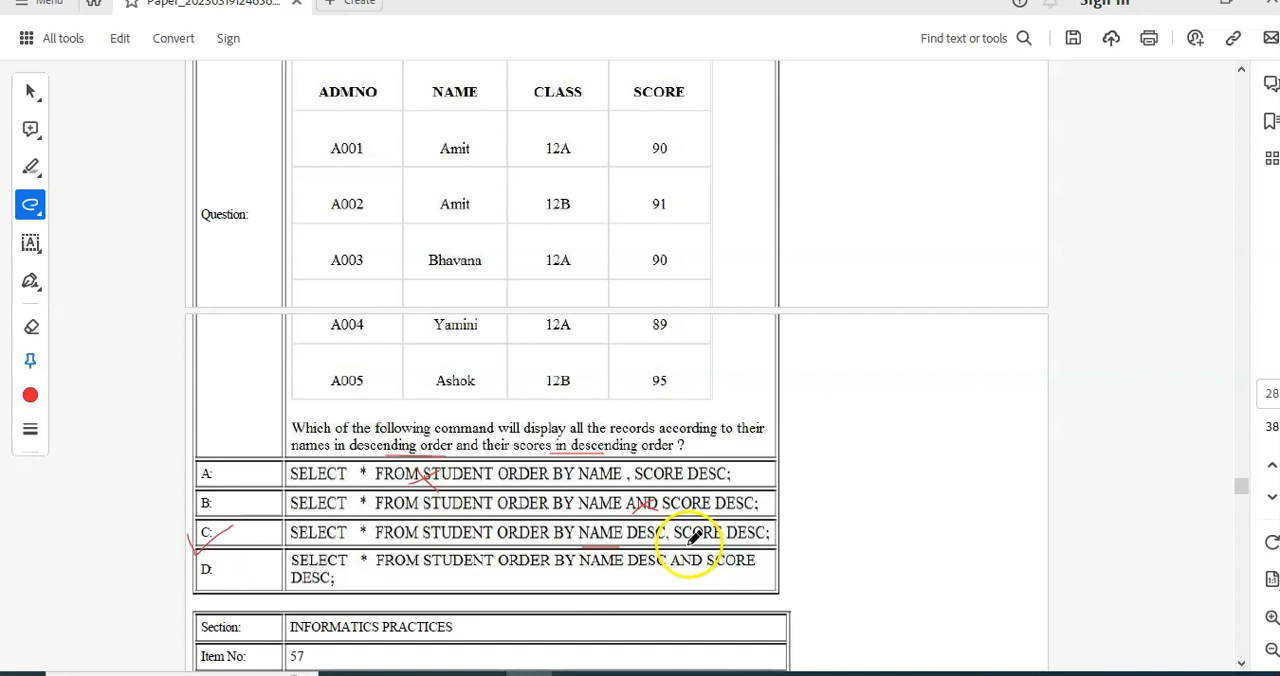 Menu
Paper_20230319124656...
Create
Sign in
All tools
Edit
Convert
Sign
Find text or tools
ADMNO NAME CLASS SCORE
A001 Amit 12A 90
A002 Amit 12B 91
Question:
A003 Bhavana 12A 90
A004 Yamini 12A 89
A005 Ashok 12B 95
Which of the following command will display all the records according to their
names in descending order and their scores in descending order ?
A: SELECT * FROM STUDENT ORDER BY NAME , SCORE DESC;
B: SELECT * FROM STUDENT ORDER BY NAME AND SCORE DESC;
C: SELECT * FROM STUDENT ORDER BY NAME DESC, SCORE DESC;
D: SELECT * FROM STUDENT ORDER BY NAME DESC AND SCORE
DESC;
Section: INFORMATICS PRACTICES
Item No: 57
28
38